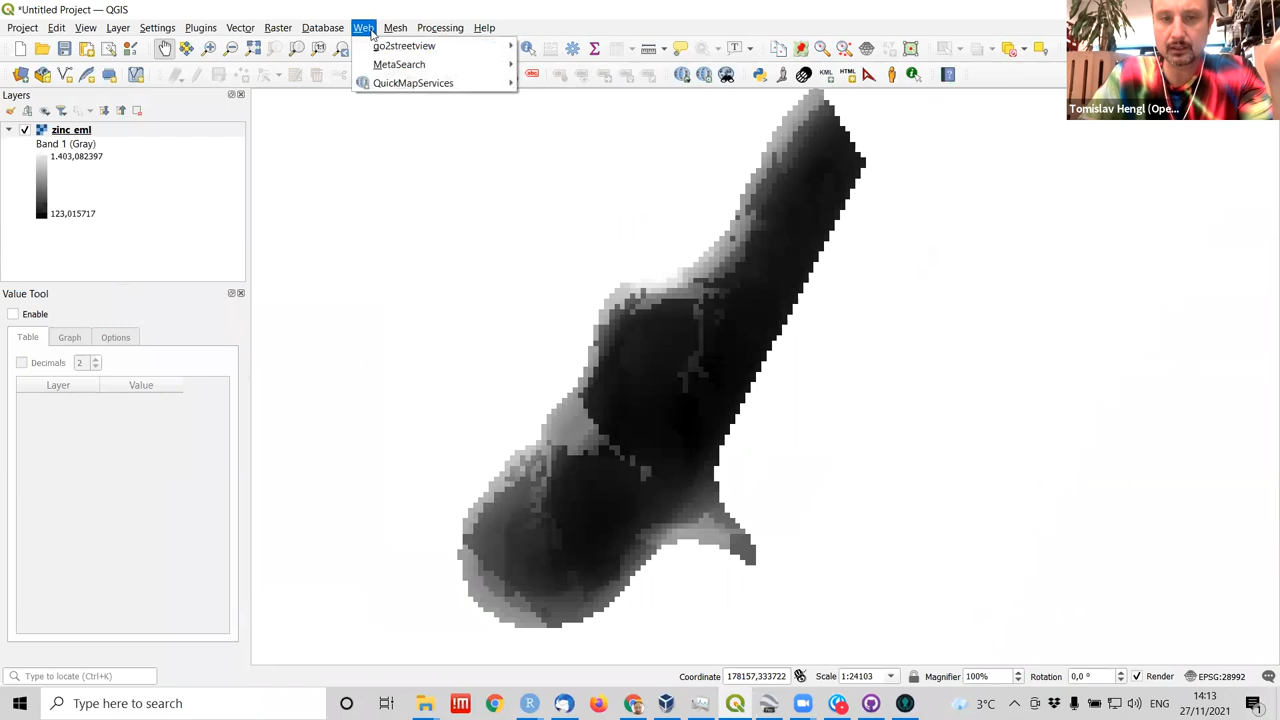 *Untitled Project — QGIS
Project Edit View Layer Settings Plugins Vector Raster Database Web Mesh Processing Help
go2streetview
MetaSearch
QuickMapServices
Tomislav Hengl (Ope...
Layers
zinc eml
Band 1 (Gray)
1.403,082397
123,015717
Value Tool
Enable
Table Graph Options
Decimals 2
Layer Value
Type to locate (Ctrl+K)
Coordinate 178157,333722 Scale 1:24103 Magnifier 100% Rotation 0,0 ° Render EPSG:28992
Type here to search
3°C
ENG
14:13
27/11/2021